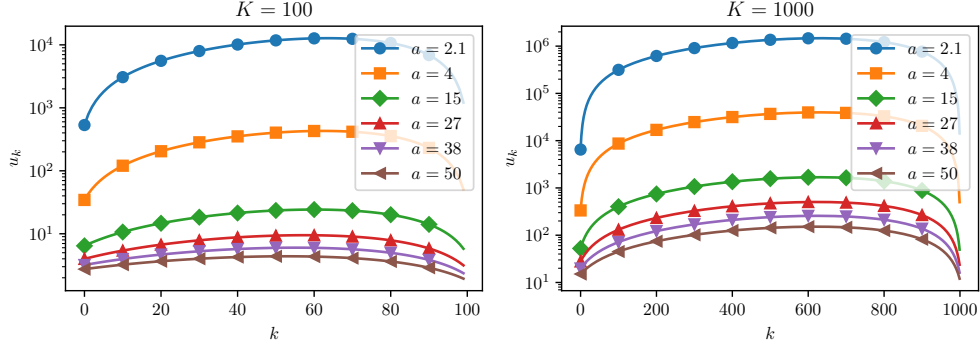 K = 100
10^4
10^3
10^2
10^1
u_k
0
20
40
60
80
100
k
a = 2.1
a = 4
a = 15
a = 27
a = 38
a = 50
K = 1000
10^6
10^5
10^4
10^3
10^2
10^1
u_k
0
200
400
600
800
1000
k
a = 2.1
a = 4
a = 15
a = 27
a = 38
a = 50